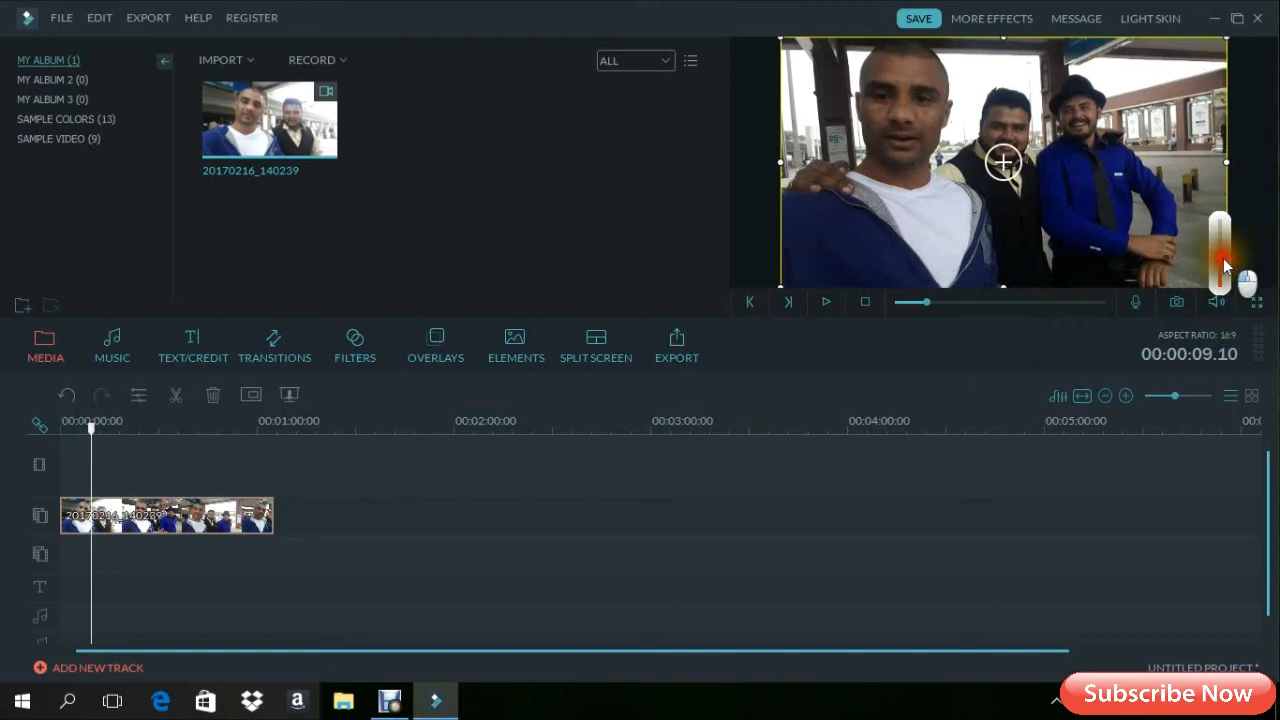 FILE EDIT EXPORT HELP REGISTER
SAVE MORE EFFECTS MESSAGE LIGHT SKIN
MY ALBUM (1)
MY ALBUM 2 (0)
MY ALBUM 3 (0)
SAMPLE COLORS (13)
SAMPLE VIDEO (9)
IMPORT RECORD ALL
20170216_140239
MEDIA MUSIC TEXT/CREDIT TRANSITIONS FILTERS OVERLAYS ELEMENTS SPLIT SCREEN EXPORT
ASPECT RATIO: 16:9
00:00:09.10
00:00:00:00 00:01:00:00 00:02:00:00 00:03:00:00 00:04:00:00 00:05:00:00
20170216_140239
ADD NEW TRACK
UNTITLED PROJECT *
Subscribe Now